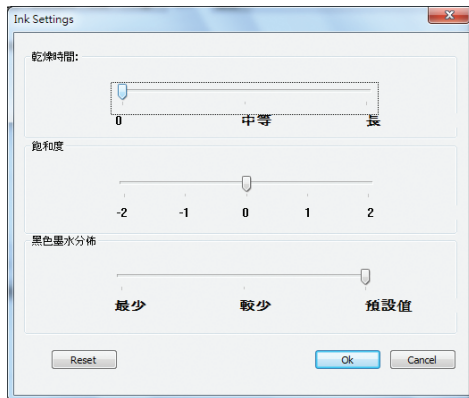 Ink Settings
乾燥時間:
0 中等 長
飽和度
-2 -1 0 1 2
黑色墨水分佈
最少 較少 預設值
Reset Ok Cancel